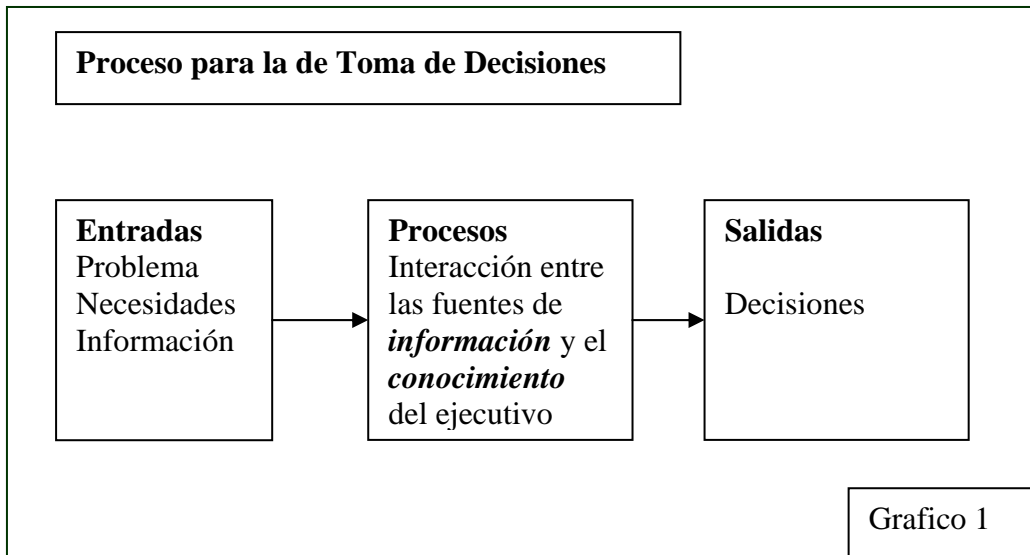 Proceso para la de Toma de Decisiones
Entradas
Problema
Necesidades
Información
Procesos
Interacción entre
las fuentes de
información y el
conocimiento
del ejecutivo
Salidas
Decisiones
Grafico 1